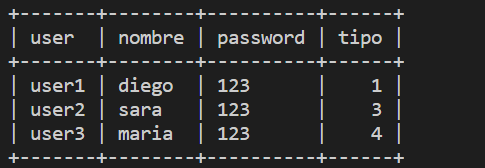 +-------+--------+----------+------+
| user  | nombre | password | tipo |
+-------+--------+----------+------+
| user1 | diego  | 123      |    1 |
| user2 | sara   | 123      |    3 |
| user3 | maria  | 123      |    4 |
+-------+--------+----------+------+